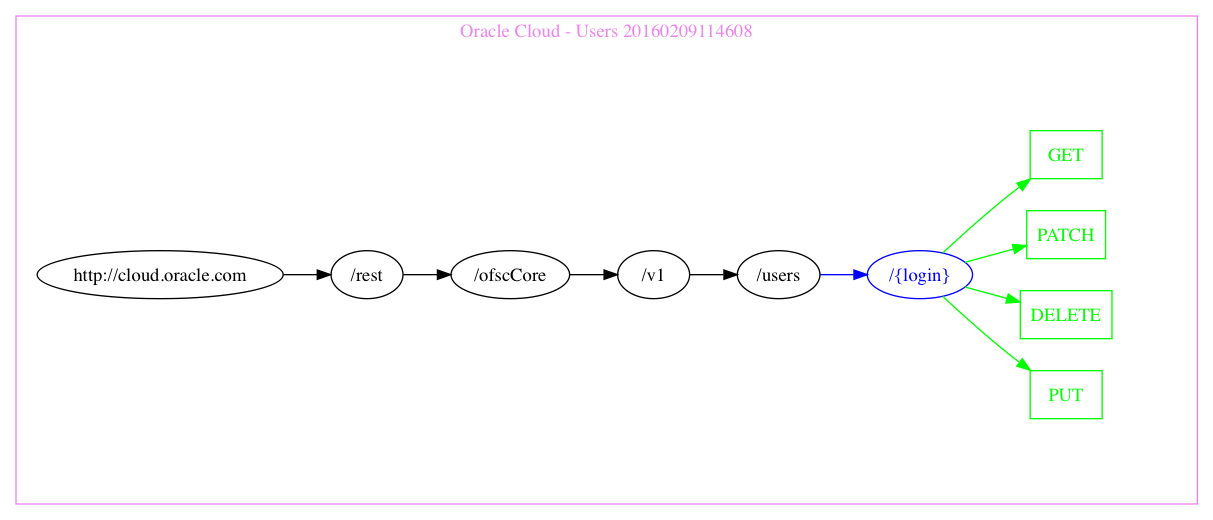 Oracle Cloud - Users 20160209114608
http://cloud.oracle.com
/rest
/ofscCore
/v1
/users
/{login}
GET
PATCH
DELETE
PUT